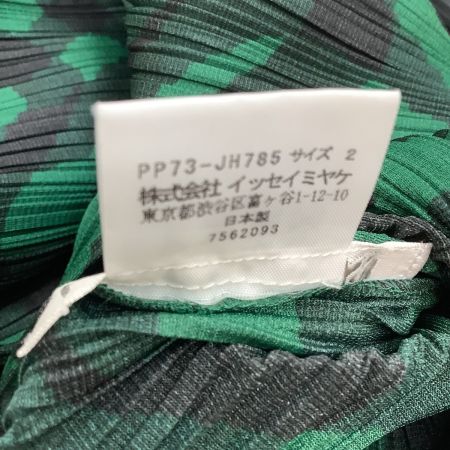 PP73-JH785 サイズ 2
株式会社 イッセイミヤケ
東京都渋谷区富ヶ谷1-12-10
日本製
7562093